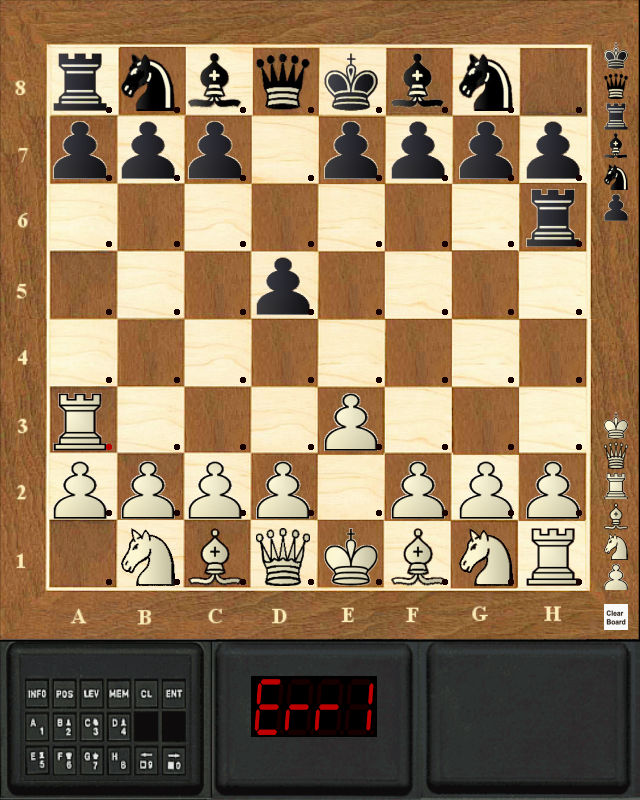 8
7
6
5
4
3
2
1
A B C D E F G H
Clear
Board
INFO POS LEV MEM CL ENT
A 1 B 2 C 3 D 4
E 5 F 6 G 7 H 8 ← 9 → 0
Err1